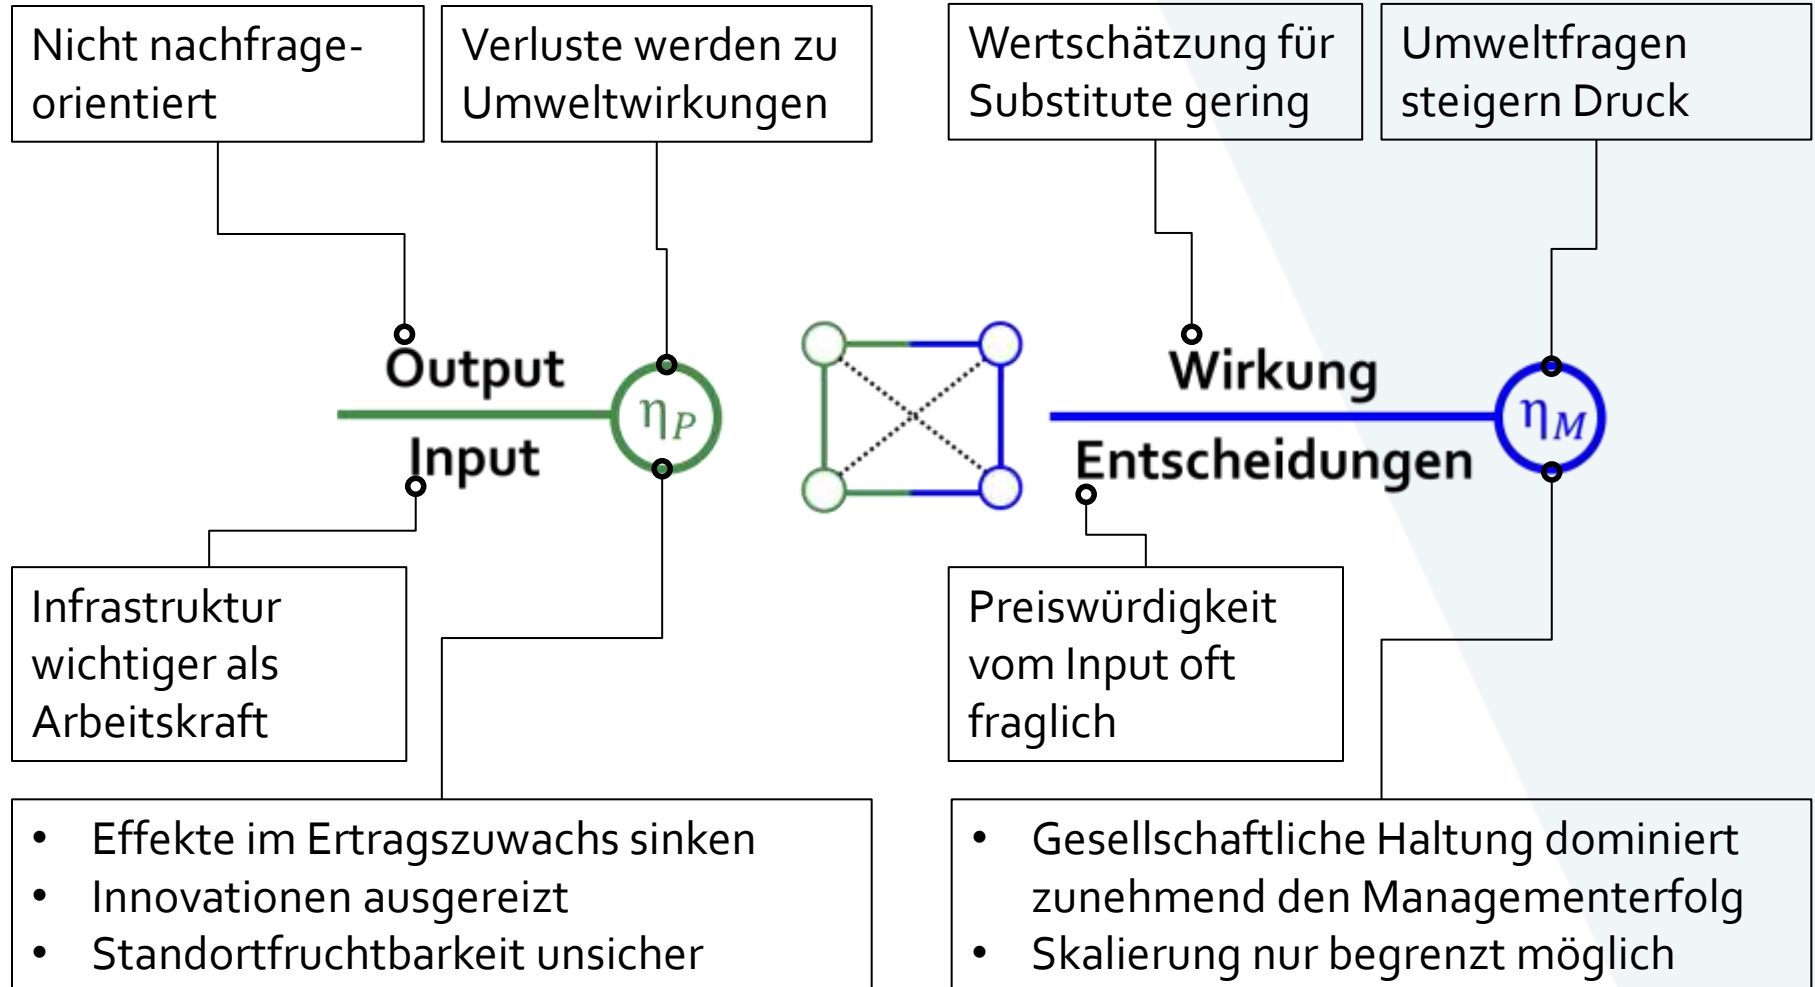 Nicht nachfrage-
orientiert
Verluste werden zu
Umweltwirkungen
Wertschätzung für
Substitute gering
Umweltfragen
steigern Druck
Output
Input
η_P
Wirkung
Entscheidungen
η_M
Infrastruktur
wichtiger als
Arbeitskraft
Preiswürdigkeit
vom Input oft
fraglich
• Effekte im Ertragszuwachs sinken
• Innovationen ausgereizt
• Standortfruchtbarkeit unsicher
• Gesellschaftliche Haltung dominiert
zunehmend den Managementerfolg
• Skalierung nur begrenzt möglich